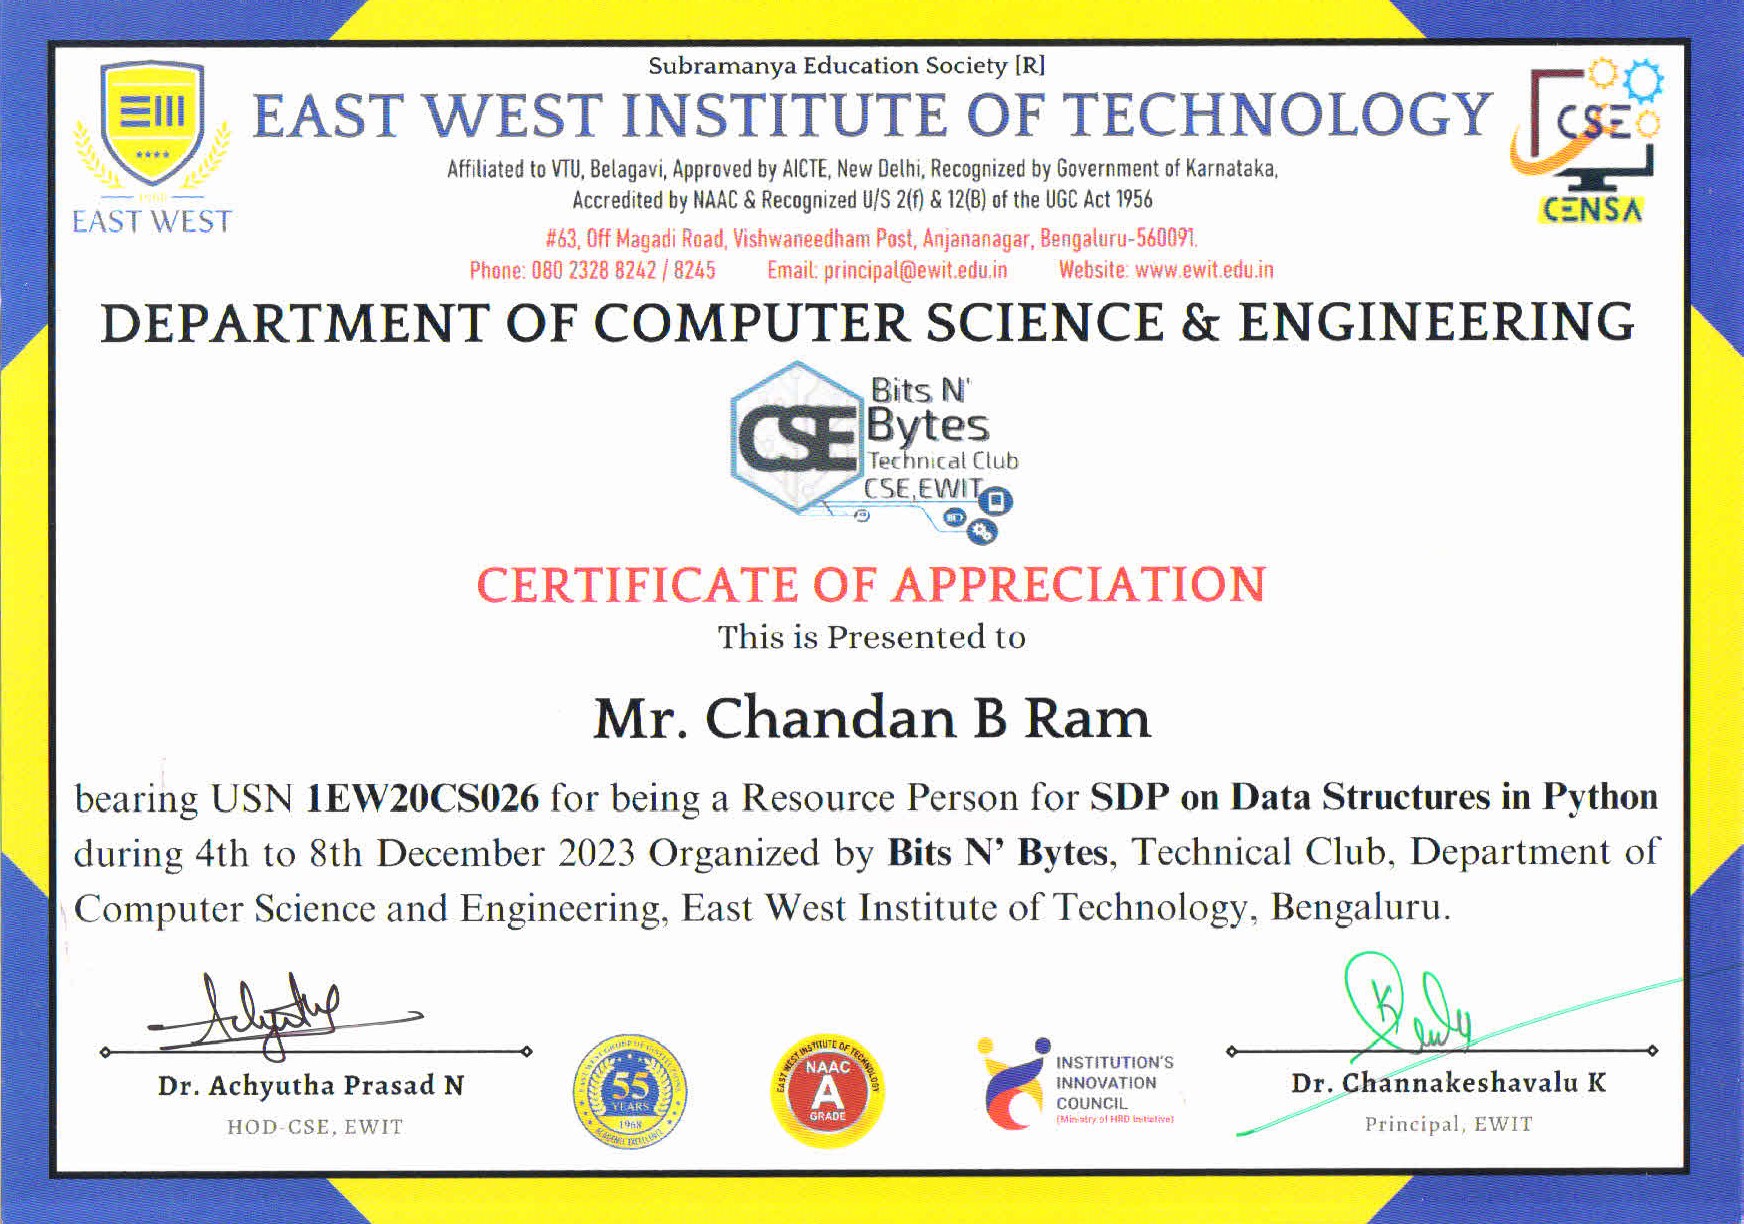 Subramanya Education Society [R]
EAST WEST INSTITUTE OF TECHNOLOGY
Affiliated to VTU, Belagavi, Approved by AICTE, New Delhi, Recognized by Government of Karnataka,
Accredited by NAAC & Recognized U/S 2(f) & 12(B) of the UGC Act 1956
#63, Off Magadi Road, Vishwaneedham Post, Anjananagar, Bengaluru-560091.
Phone: 080 2328 8242 / 8245 Email: principal@ewit.edu.in Website: www.ewit.edu.in
EAST WEST
CSE
CENSA
DEPARTMENT OF COMPUTER SCIENCE & ENGINEERING
CSE
Bits N'
Bytes
Technical Club
CSE,EWIT
CERTIFICATE OF APPRECIATION
This is Presented to
Mr. Chandan B Ram
bearing USN 1EW20CS026 for being a Resource Person for SDP on Data Structures in Python
during 4th to 8th December 2023 Organized by Bits N’ Bytes, Technical Club, Department of
Computer Science and Engineering, East West Institute of Technology, Bengaluru.
Dr. Achyutha Prasad N
HOD-CSE, EWIT
55
YEARS
1968
ACADEMIC EXCELLENCE
EAST WEST INSTITUTE OF TECHNOLOGY
NAAC
A
GRADE
INSTITUTION'S
INNOVATION
COUNCIL
(Ministry of HRD Initiative)
Dr. Channakeshavalu K
Principal, EWIT